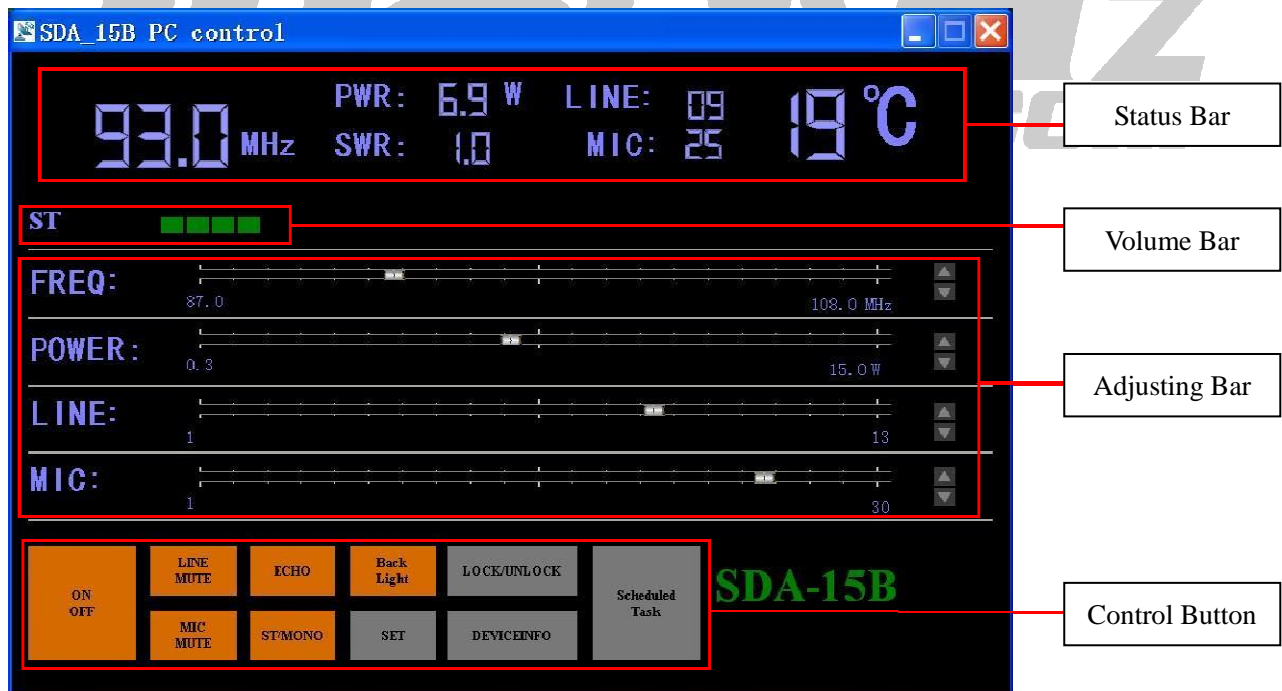 SDA_15B PC control
93.0 MHz PWR: 6.9 W LINE: 09 19 ℃
SWR: 1.0 MIC: 25
Status Bar
ST
Volume Bar
FREQ:
87.0 108.0 MHz
POWER:
0.3 15.0 W
Adjusting Bar
LINE:
1 13
MIC:
1 30
ON
OFF
LINE
MUTE
ECHO
Back
Light
LOCK/UNLOCK
Scheduled
Task
SDA-15B
MIC
MUTE
ST/MONO
SET
DEVICEINFO
Control Button